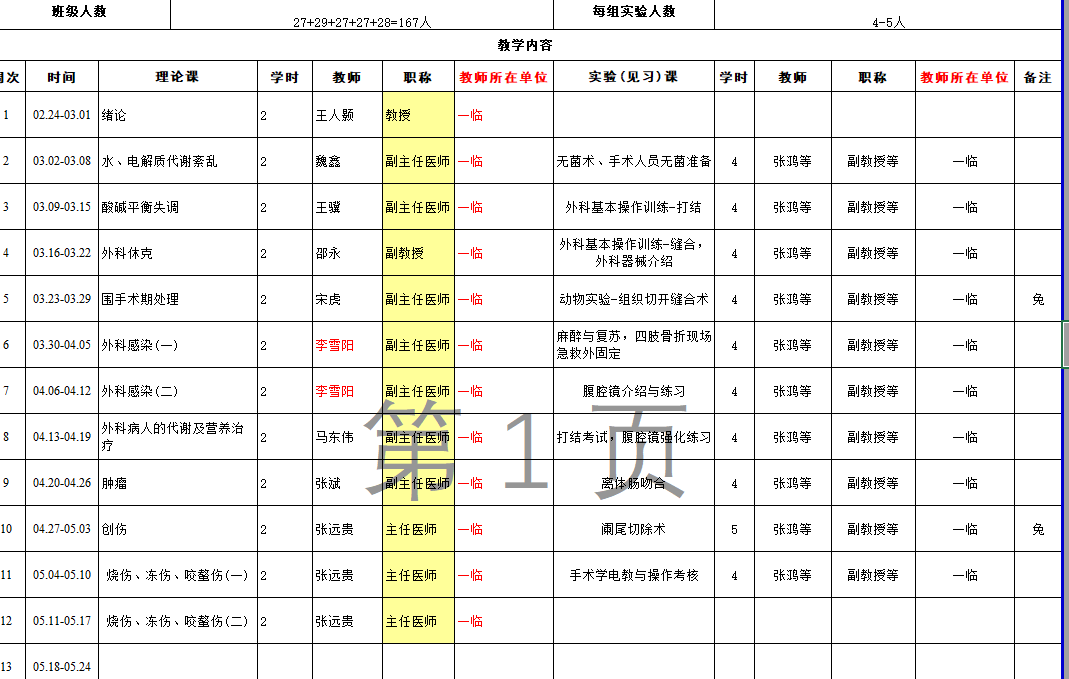 班级人数 27+29+27+27+28=167人 每组实验人数 4-5人
教学内容
周次 时间 理论课 学时 教师 职称 教师所在单位 实验(见习)课 学时 教师 职称 教师所在单位 备注
1 02.24-03.01 绪论 2 王人颢 教授 一临
2 03.02-03.08 水、电解质代谢紊乱 2 魏鑫 副主任医师 一临 无菌术、手术人员无菌准备 4 张鸿等 副教授等 一临
3 03.09-03.15 酸碱平衡失调 2 王骥 副主任医师 一临 外科基本操作训练-打结 4 张鸿等 副教授等 一临
4 03.16-03.22 外科休克 2 邵永 副教授 一临 外科基本操作训练-缝合,
外科器械介绍 4 张鸿等 副教授等 一临
5 03.23-03.29 围手术期处理 2 宋虎 副主任医师 一临 动物实验-组织切开缝合术 4 张鸿等 副教授等 一临 兔
6 03.30-04.05 外科感染(一) 2 李雪阳 副主任医师 一临 麻醉与复苏，四肢骨折现场
急救外固定 4 张鸿等 副教授等 一临
7 04.06-04.12 外科感染(二) 2 李雪阳 副主任医师 一临 腹腔镜介绍与练习 4 张鸿等 副教授等 一临
8 04.13-04.19 外科病人的代谢及营养治
疗 2 马东伟 副主任医师 一临 打结考试，腹腔镜强化练习 4 张鸿等 副教授等 一临
9 04.20-04.26 肿瘤 2 张斌 副主任医师 一临 离体肠吻合 4 张鸿等 副教授等 一临
10 04.27-05.03 创伤 2 张远贵 主任医师 一临 阑尾切除术 5 张鸿等 副教授等 一临 兔
11 05.04-05.10 烧伤、冻伤、咬螫伤(一) 2 张远贵 主任医师 一临 手术学电教与操作考核 4 张鸿等 副教授等 一临
12 05.11-05.17 烧伤、冻伤、咬螫伤(二) 2 张远贵 主任医师 一临
13 05.18-05.24
第 1 页